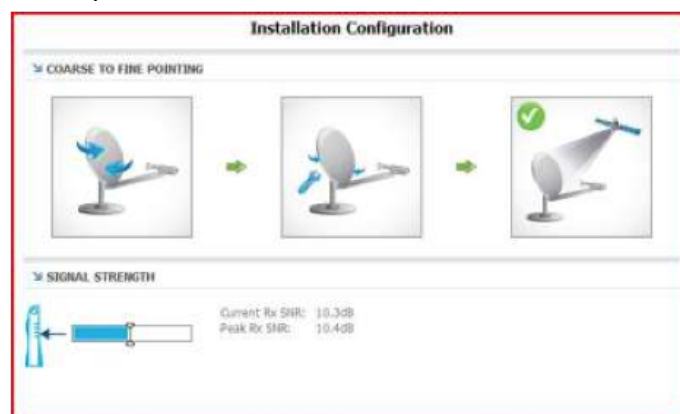 Installation Configuration
COARSE TO FINE POINTING
SIGNAL STRENGTH
Current Rx SNR: 10.3dB
Peak Rx SNR: 10.4dB